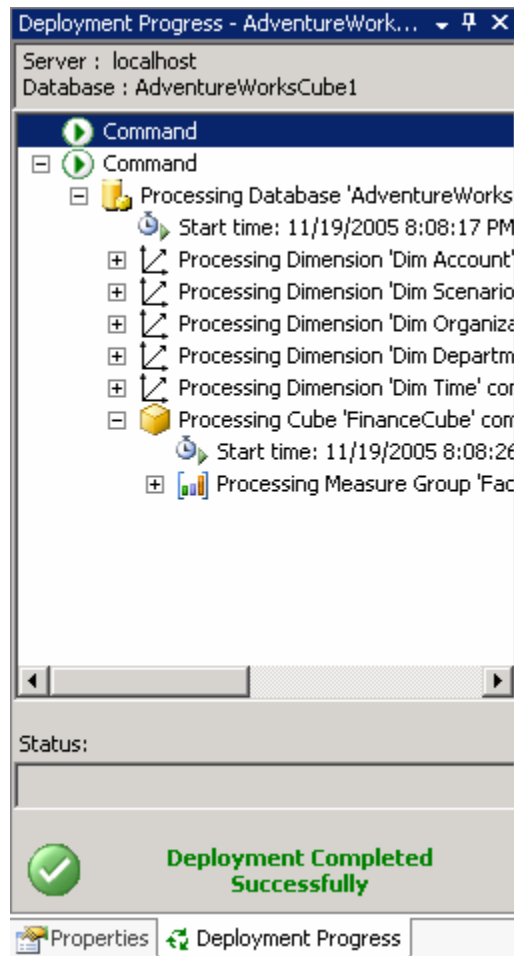 Deployment Progress - AdventureWork...
Server : localhost
Database : AdventureWorksCube1
Command
Command
Processing Database 'AdventureWorks
Start time: 11/19/2005 8:08:17 PM
Processing Dimension 'Dim Account'
Processing Dimension 'Dim Scenario
Processing Dimension 'Dim Organiza
Processing Dimension 'Dim Departm
Processing Dimension 'Dim Time' com
Processing Cube 'FinanceCube' com
Start time: 11/19/2005 8:08:26
Processing Measure Group 'Fac
Status:
Deployment Completed
Successfully
Properties
Deployment Progress